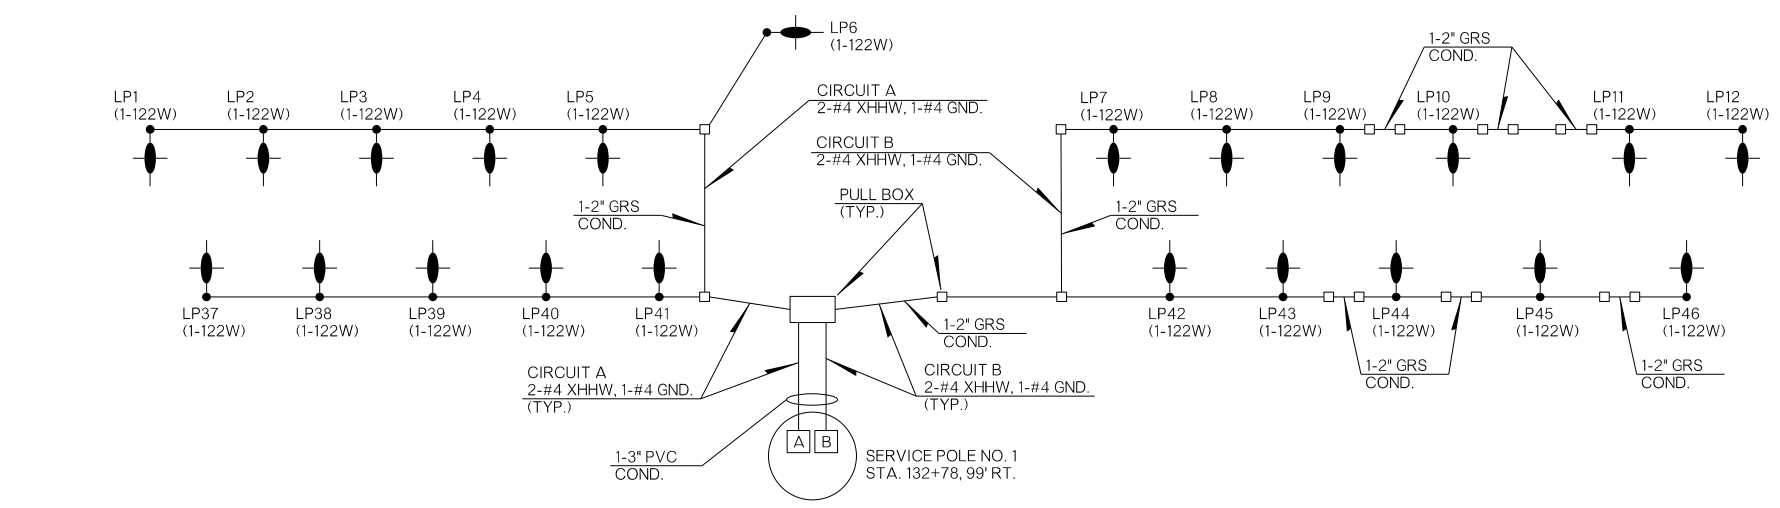 LP6
(1-122W)
1-2" GRS
COND.
LP1
(1-122W)
LP2
(1-122W)
LP3
(1-122W)
LP4
(1-122W)
LP5
(1-122W)
CIRCUIT A
2-#4 XHHW, 1-#4 GND.
LP7
(1-122W)
LP8
(1-122W)
LP9
(1-122W)
LP10
(1-122W)
LP11
(1-122W)
LP12
(1-122W)
CIRCUIT B
2-#4 XHHW, 1-#4 GND.
PULL BOX
(TYP.)
1-2" GRS
COND.
1-2" GRS
COND.
LP37
(1-122W)
LP38
(1-122W)
LP39
(1-122W)
LP40
(1-122W)
LP41
(1-122W)
1-2" GRS
COND.
LP42
(1-122W)
LP43
(1-122W)
LP44
(1-122W)
LP45
(1-122W)
LP46
(1-122W)
CIRCUIT A
2-#4 XHHW, 1-#4 GND.
(TYP.)
CIRCUIT B
2-#4 XHHW, 1-#4 GND.
(TYP.)
1-2" GRS
COND.
1-2" GRS
COND.
A B
1-3" PVC
COND.
SERVICE POLE NO. 1
STA. 132+78, 99' RT.